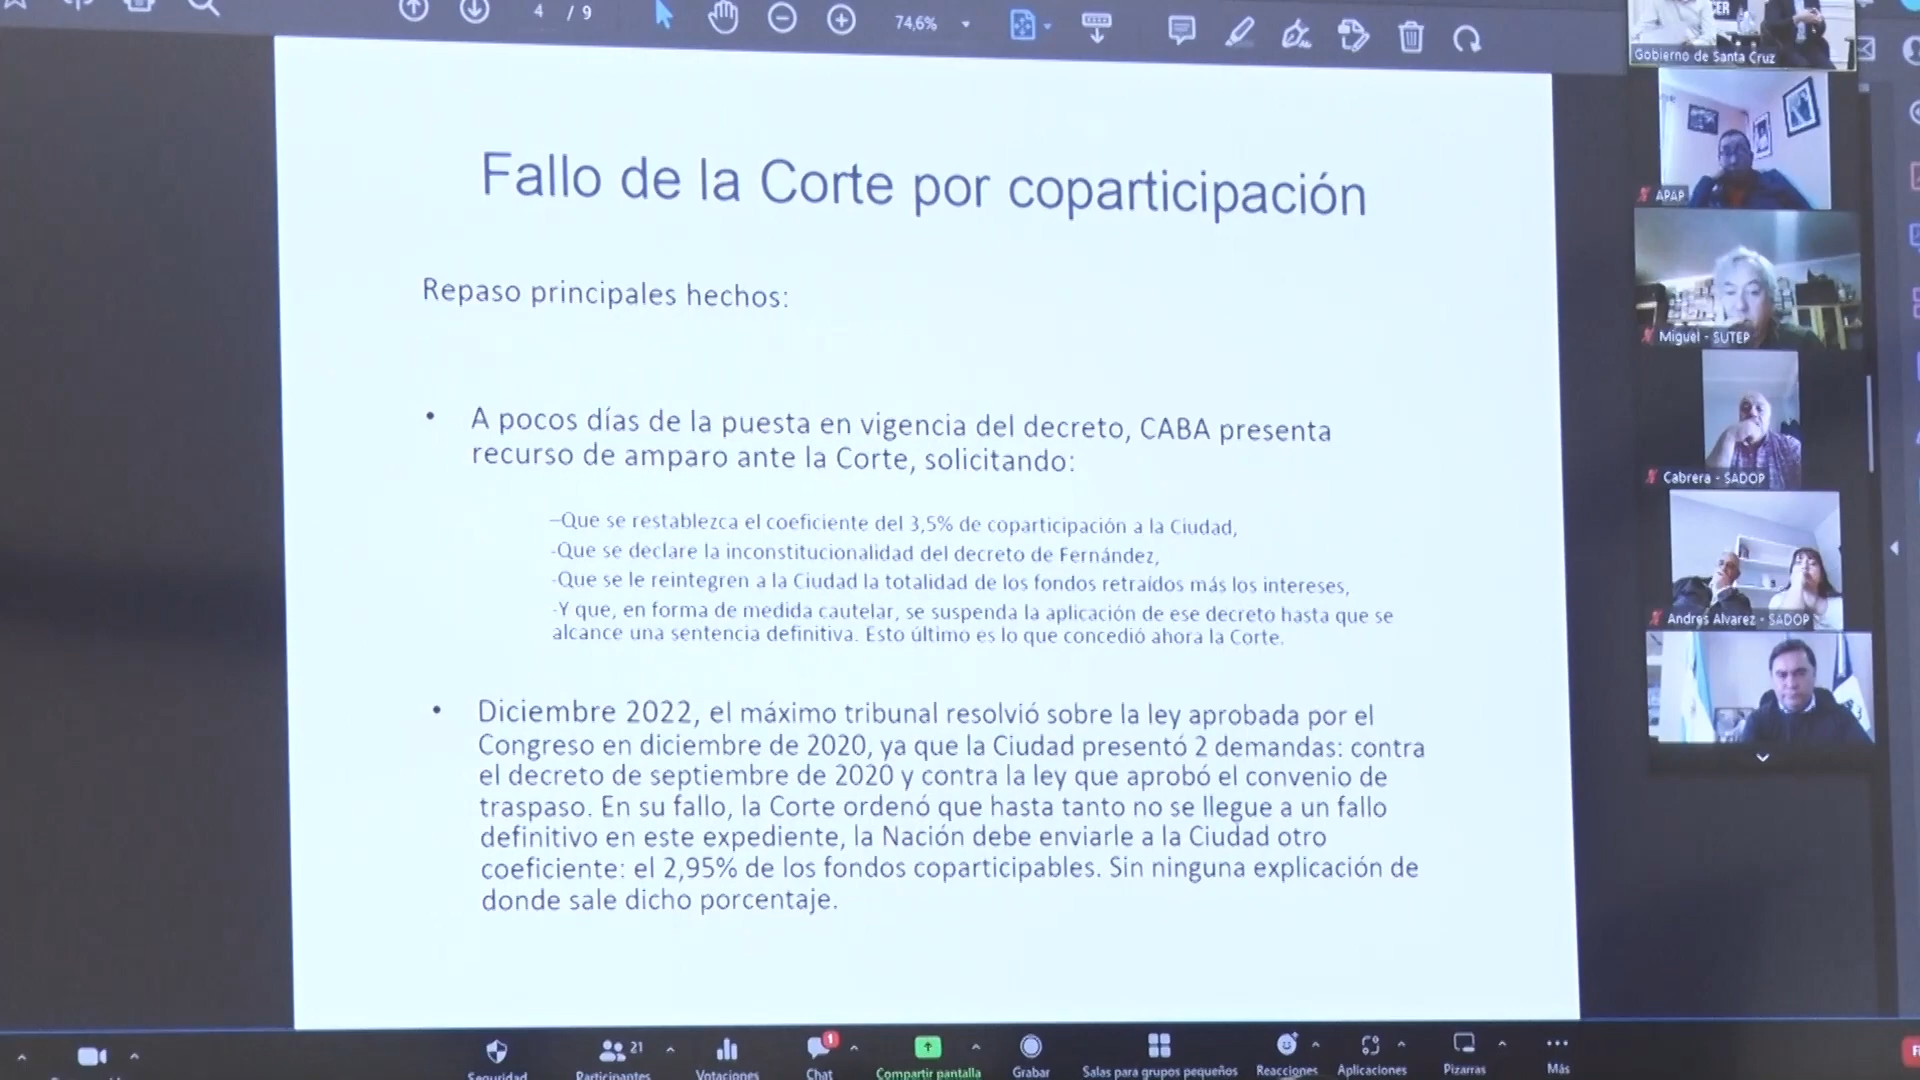 4 / 9
74,6%
Gobierno de Santa Cruz
Fallo de la Corte por coparticipación
APAP
Repaso principales hechos:
Miguel - SUTEP
• A pocos días de la puesta en vigencia del decreto, CABA presenta
recurso de amparo ante la Corte, solicitando:
Cabrera - SADOP
–Que se restablezca el coeficiente del 3,5% de coparticipación a la Ciudad,
-Que se declare la inconstitucionalidad del decreto de Fernández,
-Que se le reintegren a la Ciudad la totalidad de los fondos retraídos más los intereses,
-Y que, en forma de medida cautelar, se suspenda la aplicación de ese decreto hasta que se
alcance una sentencia definitiva. Esto último es lo que concedió ahora la Corte.
Andres Alvarez - SADOP
• Diciembre 2022, el máximo tribunal resolvió sobre la ley aprobada por el
Congreso en diciembre de 2020, ya que la Ciudad presentó 2 demandas: contra
el decreto de septiembre de 2020 y contra la ley que aprobó el convenio de
traspaso. En su fallo, la Corte ordenó que hasta tanto no se llegue a un fallo
definitivo en este expediente, la Nación debe enviarle a la Ciudad otro
coeficiente: el 2,95% de los fondos coparticipables. Sin ninguna explicación de
donde sale dicho porcentaje.
21
1
Seguridad
Participantes
Votaciones
Chat
Compartir pantalla
Grabar
Salas para grupos pequeños
Reacciones
Aplicaciones
Pizarras
Más